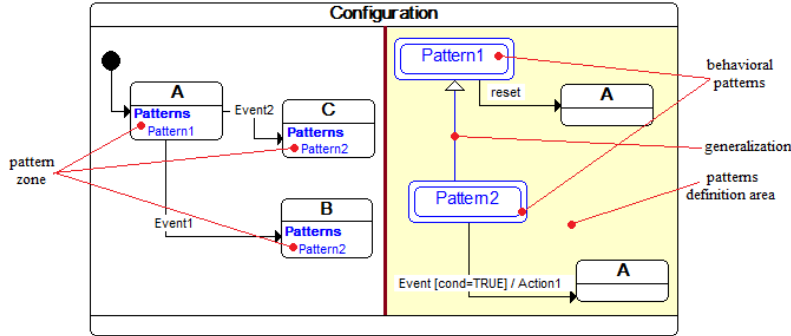 Configuration
A
Patterns
Pattern1
Event2
C
Patterns
Pattern2
Event1
B
Patterns
Pattern2
pattern
zone
Pattern1
reset
A
Pattern2
Event [cond=TRUE] / Action1
A
behavioral
patterns
generalization
patterns
definition area